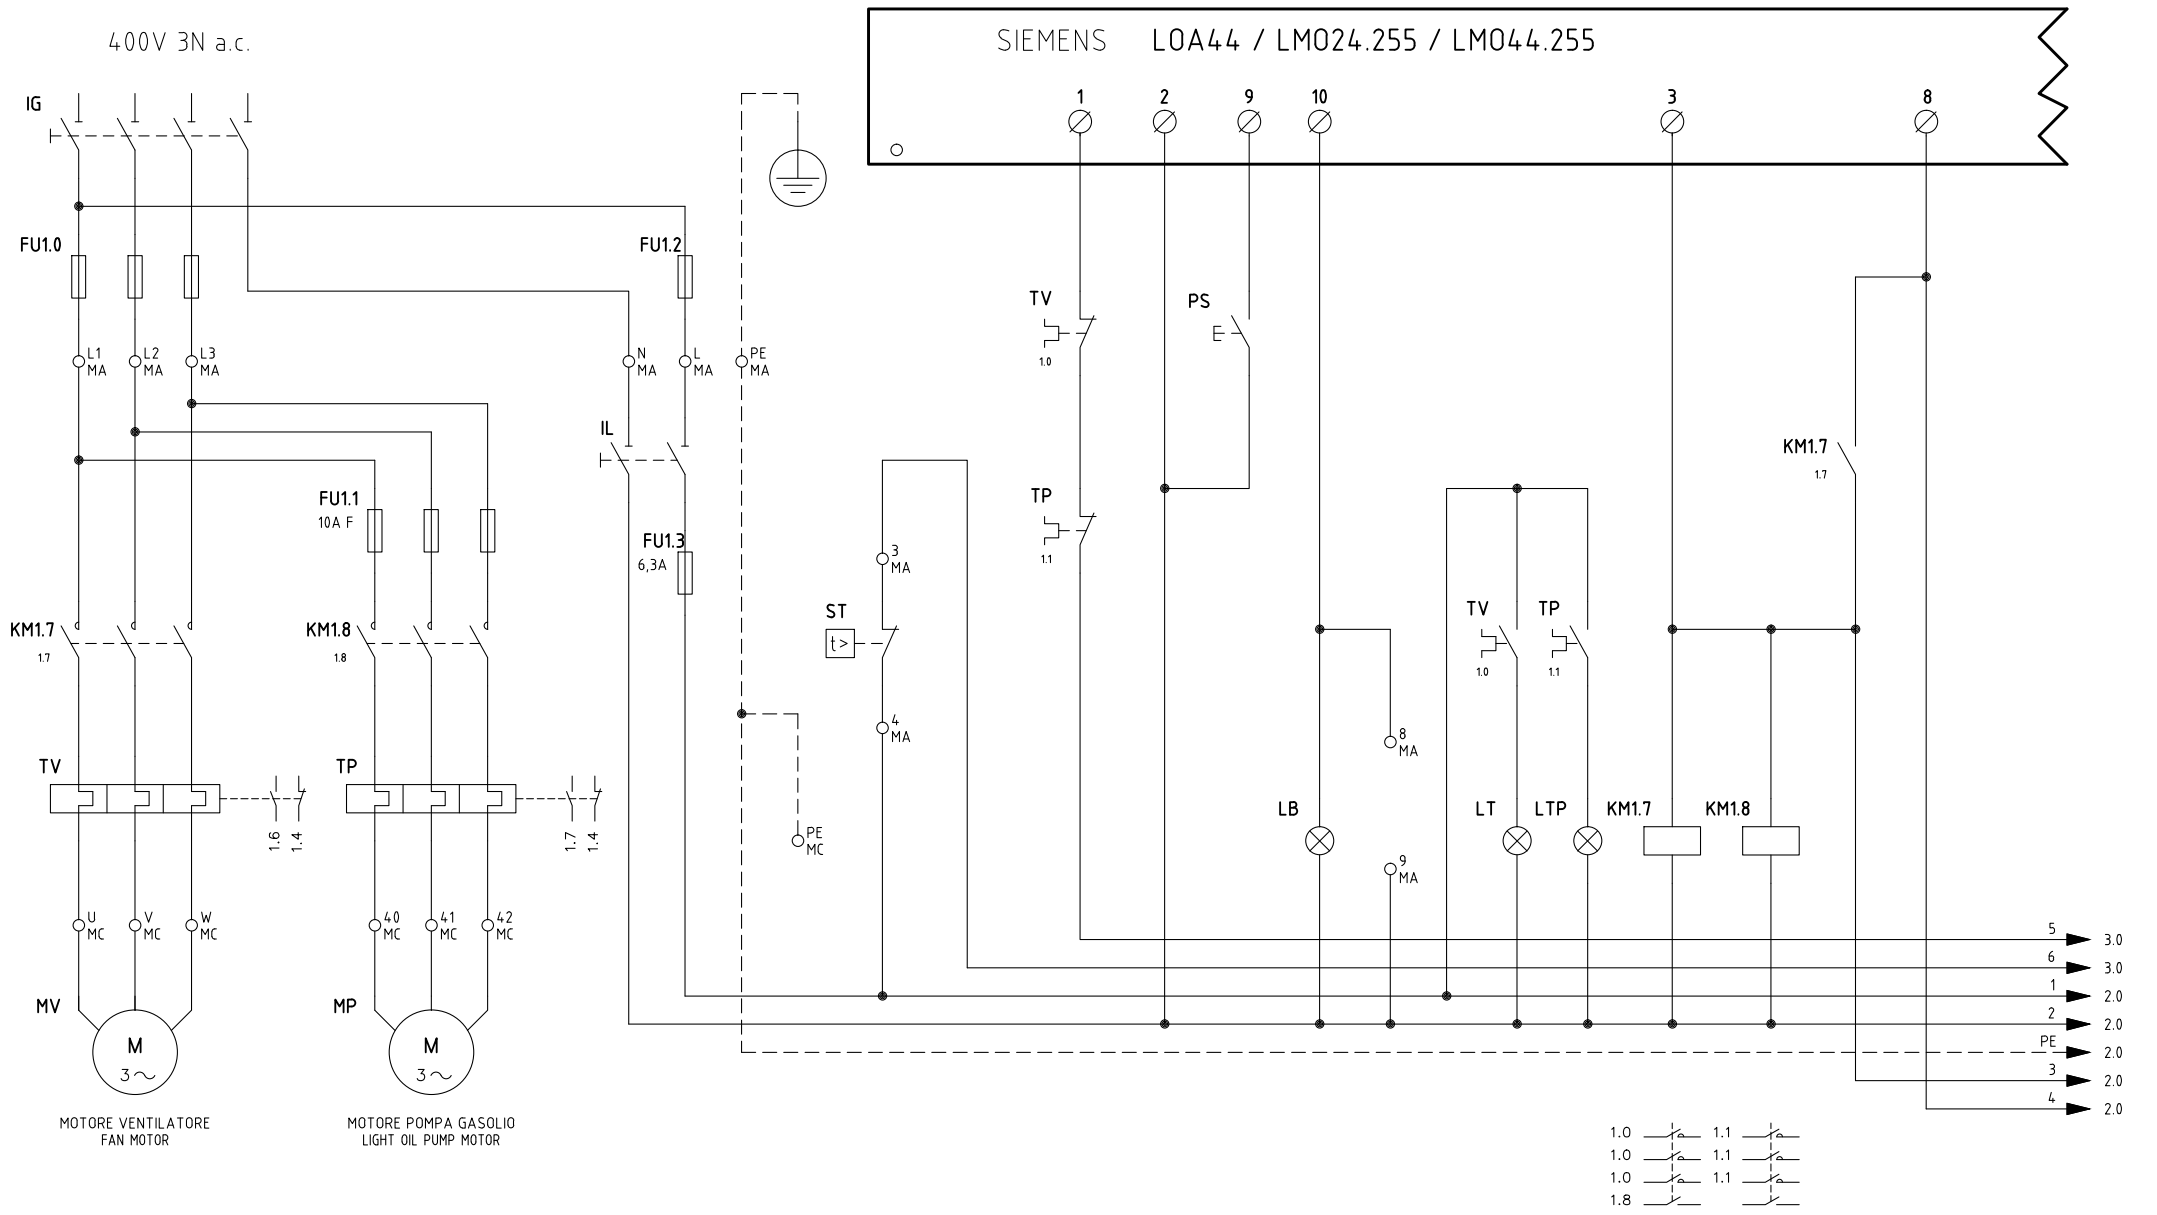 400V 3N a.c.
SIEMENS LOA44 / LMO24.255 / LMO44.255
IG
1 2 9 10 3 8
FU1.0
FU1.2
TV
1.0
PS
L1
MA
L2
MA
L3
MA
N
MA
L
MA
PE
MA
IL
KM1.7
1.7
FU1.1
10A F
TP
1.1
FU1.3
6,3A
3
MA
ST
t>
4
MA
KM1.7
1.7
KM1.8
1.8
TV
1.0
TP
1.1
8
MA
9
MA
TV
1.6
1.4
TP
1.7
1.4
PE
MC
LB
LT
LTP
KM1.7
KM1.8
U
MC
V
MC
W
MC
40
MC
41
MC
42
MC
5 3.0
6 3.0
1 2.0
2 2.0
PE 2.0
3 2.0
4 2.0
MV
M
3
MP
M
3
MOTORE VENTILATORE
FAN MOTOR
MOTORE POMPA GASOLIO
LIGHT OIL PUMP MOTOR
1.0 1.1
1.0 1.1
1.0 1.1
1.8